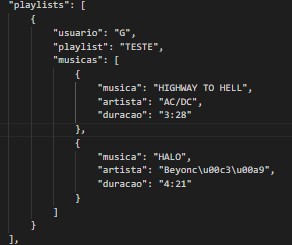 "playlists": [
{
"usuario": "G",
"playlist": "TESTE",
"musicas": [
{
"musica": "HIGHWAY TO HELL",
"artista": "AC/DC",
"duracao": "3:28"
},
{
"musica": "HALO",
"artista": "Beyonc\u00c3\u00a9",
"duracao": "4:21"
}
]
}
],